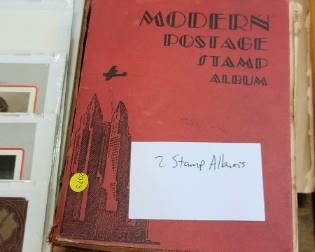 MODERN
POSTAGE
STAMP
ALBUM
2 Stamp Albums